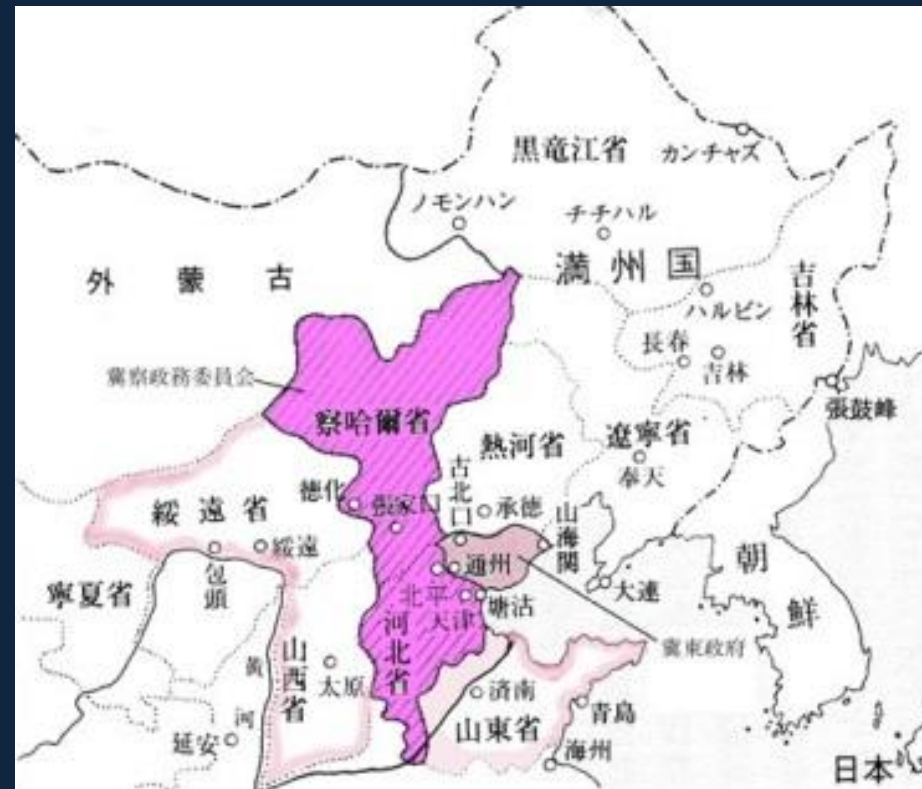 黒竜江省
カンチャズ
ノモンハン
チチハル
満州国
外蒙古
ハルビン
吉林省
長春
吉林
冀察政務委員会
張鼓峰
察哈爾省
熱河省
遼寧省
奉天
古北口
承徳
山海関
徳化
張家口
綏遠省
綏遠
包頭
通州
大連
朝鮮
寧夏省
北平
天津
塘沽
河北省
冀東政府
黄河
山西省
太原
済南
青島
山東省
延安
海州
日本